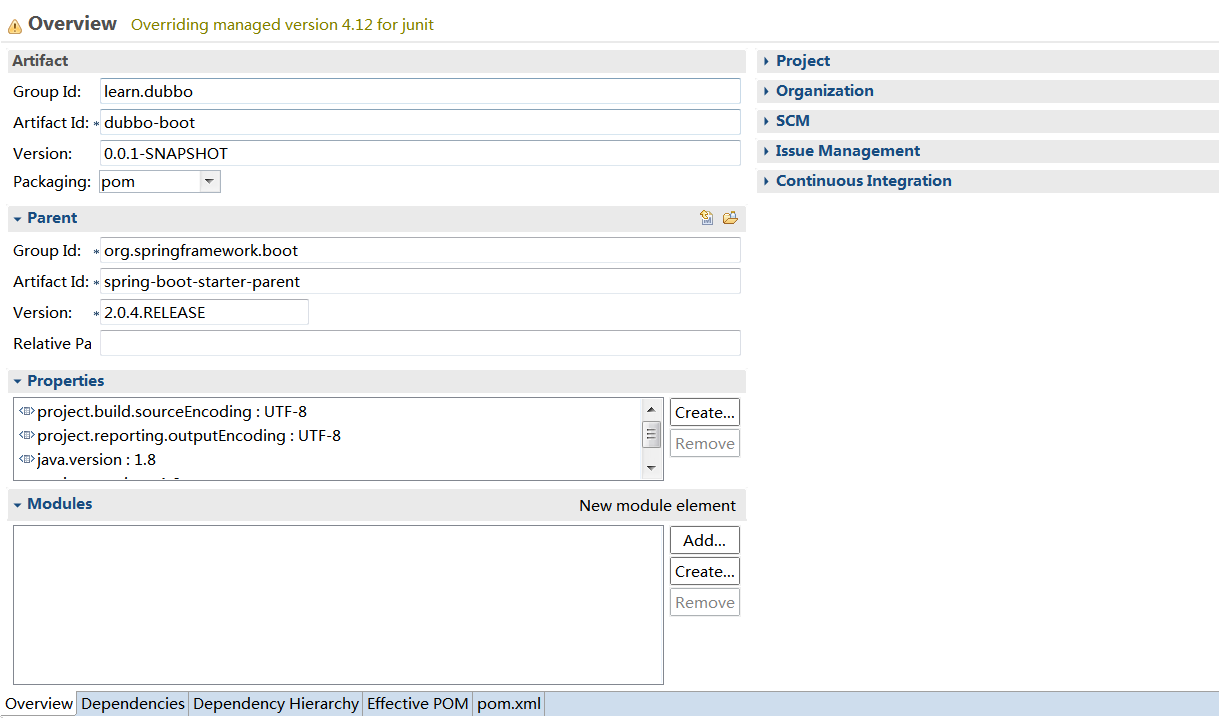 Overview Overriding managed version 4.12 for junit
Artifact
Group Id: learn.dubbo
Artifact Id: * dubbo-boot
Version: 0.0.1-SNAPSHOT
Packaging: pom
Parent
Group Id: * org.springframework.boot
Artifact Id: * spring-boot-starter-parent
Version: * 2.0.4.RELEASE
Relative Pa
Properties
project.build.sourceEncoding : UTF-8
project.reporting.outputEncoding : UTF-8
java.version : 1.8
Create...
Remove
Modules New module element
Add...
Create...
Remove
Project
Organization
SCM
Issue Management
Continuous Integration
Overview Dependencies Dependency Hierarchy Effective POM pom.xml